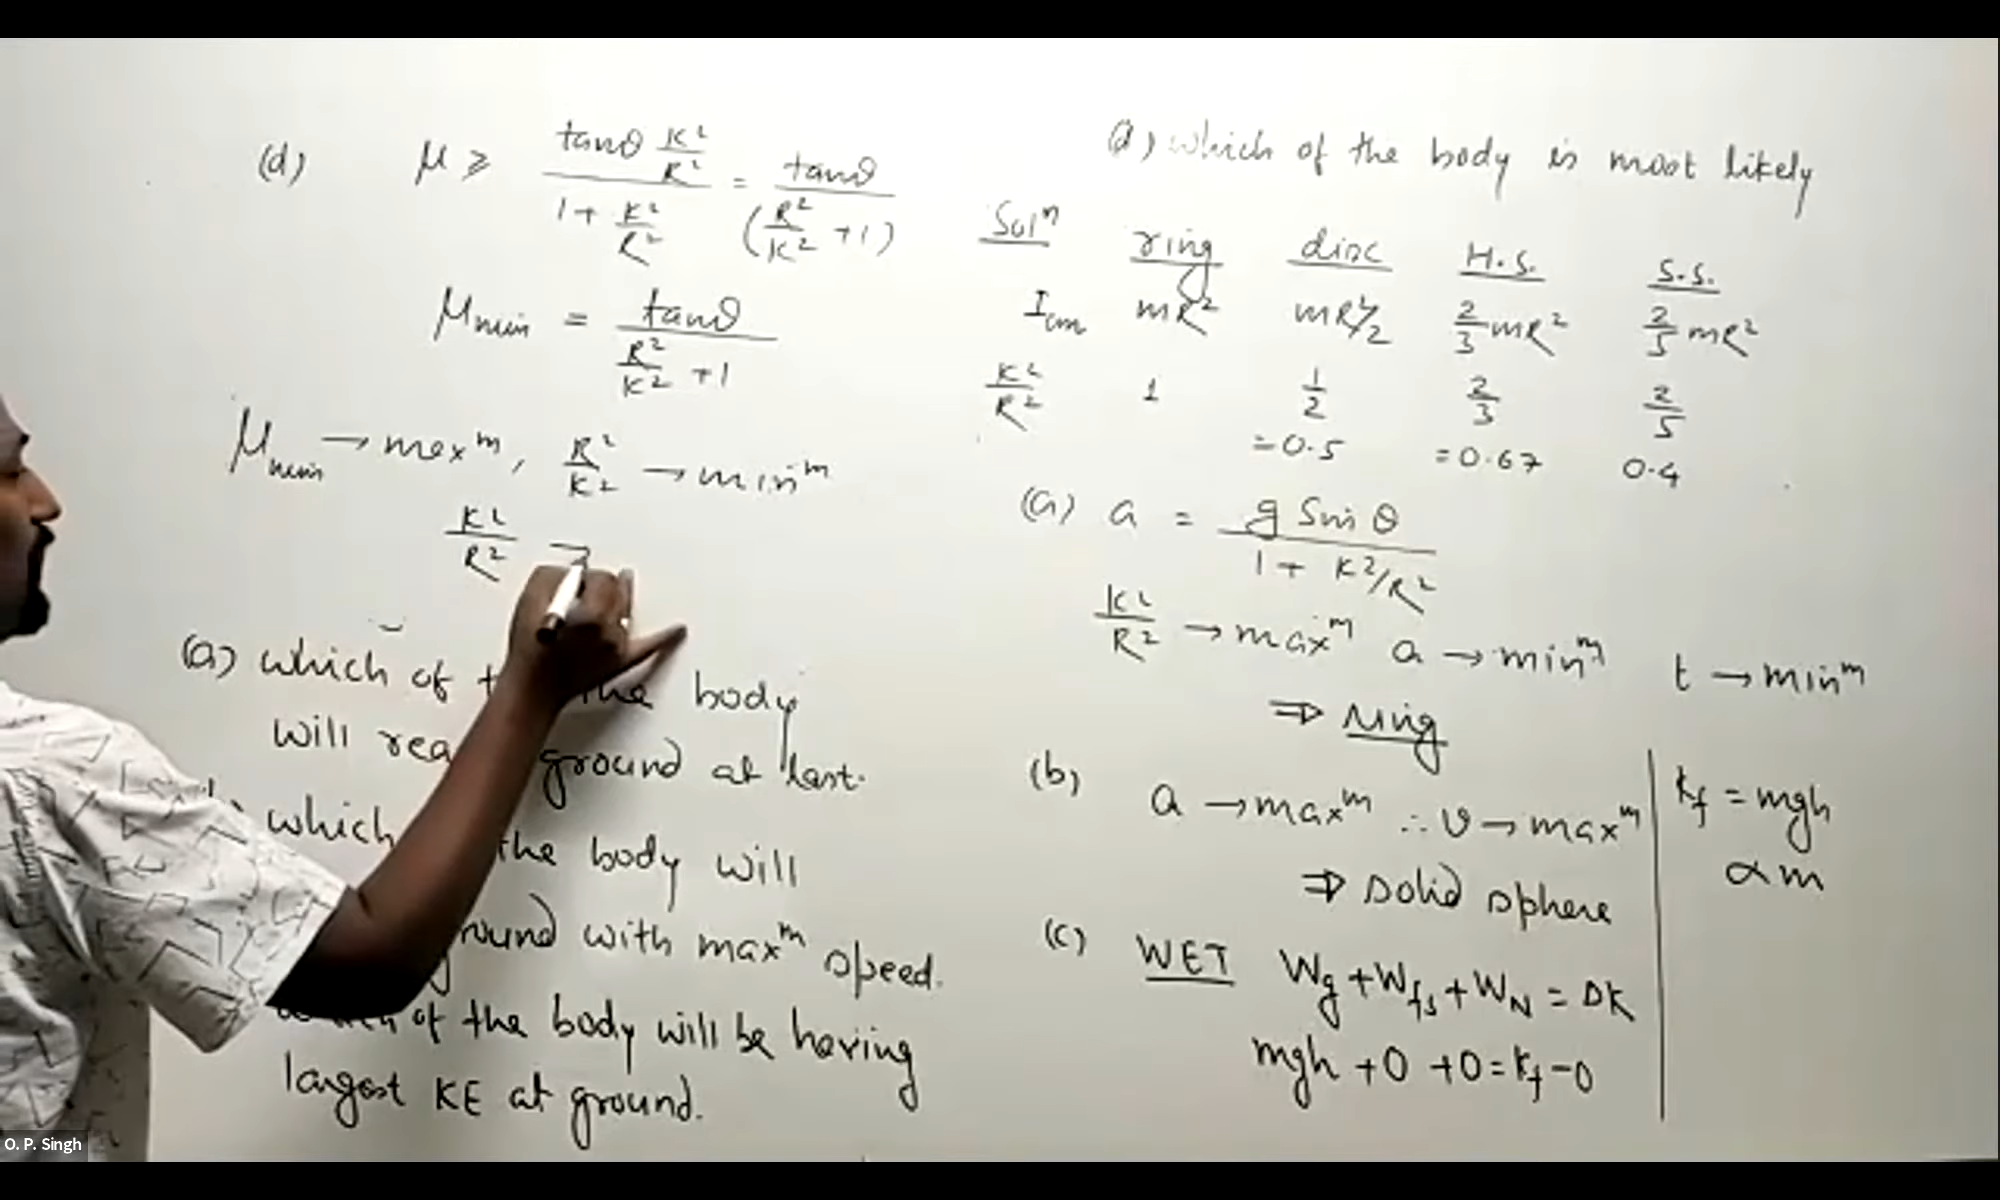 (d) μ ≥ tanθ K²/R² / 1 + K²/R² = tanθ / (R²/K² + 1)
μmin = tanθ / R²/K² + 1
μmin → maxᵐ, R²/K² → minᵐ
K²/R² →
(a) which of the body
will rea ground at last.
which the body will
ound with maxᵐ speed.
of the body will be having
largest KE at ground.
d) which of the body is most likely
Solⁿ ring disc H.S. S.S.
Icm mR² mR²/2 2/3 mR² 2/5 mR²
K²/R² 1 1/2 2/3 2/5
=0.5 =0.67 0.4
(a) a = g Sinθ / 1 + K²/R²
K²/R² → maxᵐ a → minᵐ t → minᵐ
⇒ ring
(b) a → maxᵐ ∴ v → maxᵐ
⇒ solid sphere
Kf = mgh
∝ m
(c) WET Wg + Wfs + WN = ΔK
mgh + 0 + 0 = Kf - 0
O. P. Singh